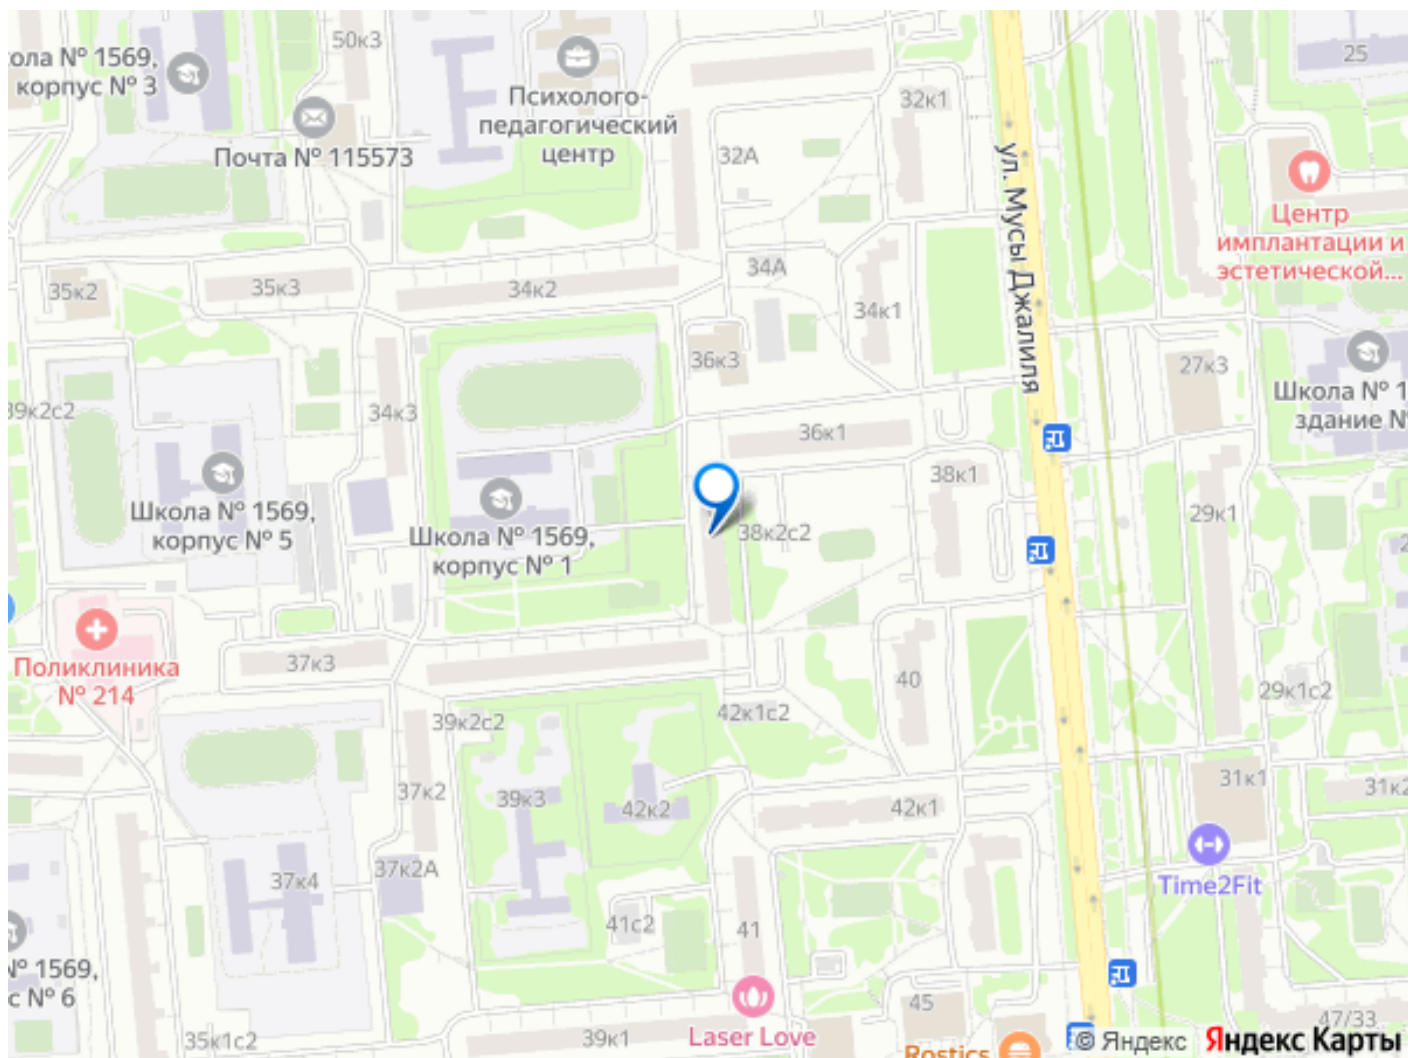 50к3
кола № 1569,
корпус № 3
25
Психолого-
педагогический
центр
32к1
Почта № 115573
32А
ул. Мусы Джалиля
Центр
имплантации и
эстетической...
34А
35к2
35к3
34к2
34к1
36к3
27к3
Школа № 1
здание №
39к2с2
34к3
36к1
38к1
Школа № 1569,
корпус № 5
Школа № 1569,
корпус № 1
38к2с2
29к1
2
Поликлиника
№ 214
37к3
40
29к1с2
39к2с2
42к1с2
37к2
39к3
42к2
42к1
31к1
31к2
37к2А
37к4
Time2Fit
41с2
41
№ 1569,
с № 6
45
Laser Love
35к1с2
39к1
Rostics
47/33
© Яндекс
Яндекс Карты